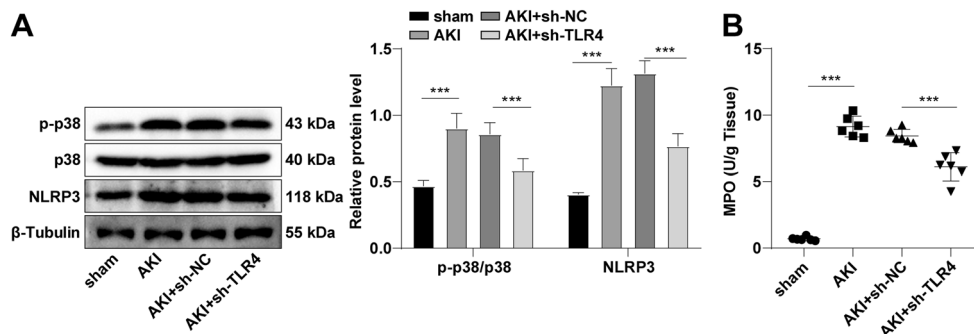 A
p-p38
43 kDa
p38
40 kDa
NLRP3
118 kDa
β-Tubulin
55 kDa
sham
AKI
AKI+sh-NC
AKI+sh-TLR4
sham
AKI+sh-NC
AKI
AKI+sh-TLR4
Relative protein level
1.5
1.0
0.5
0.0
***
***
***
***
p-p38/p38
NLRP3
B
MPO (U/g Tissue)
15
10
5
0
***
***
sham
AKI
AKI+sh-NC
AKI+sh-TLR4